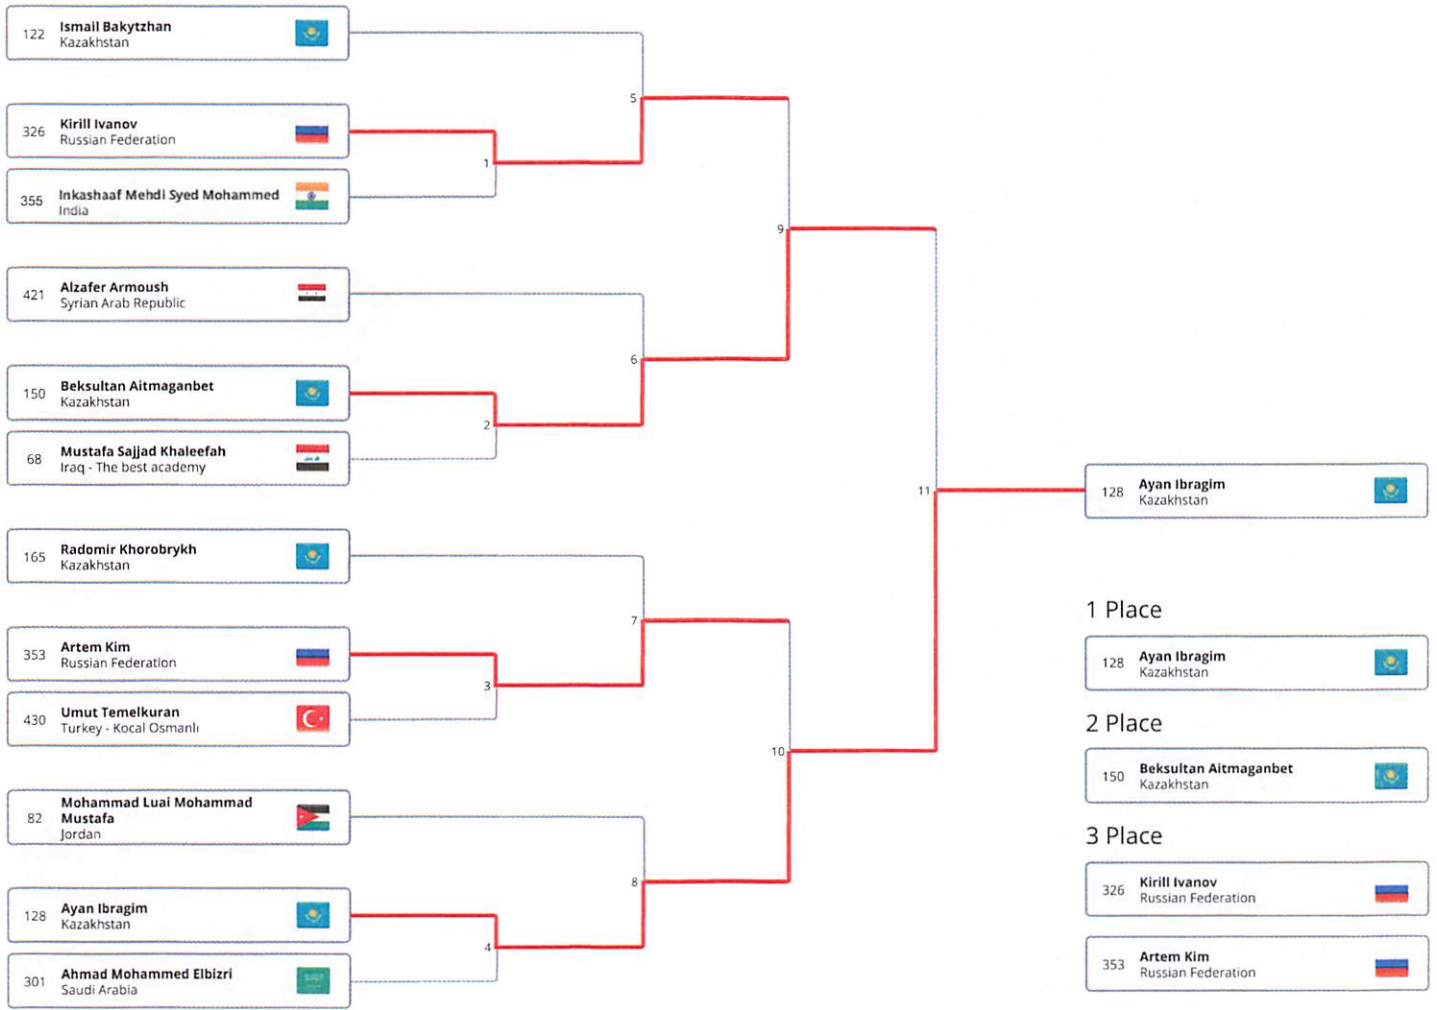 122 Ismail Bakytzhan
Kazakhstan
5
326 Kirill Ivanov
Russian Federation
1
355 Inkashaaf Mehdi Syed Mohammed
India
9
421 Alzafer Armoush
Syrian Arab Republic
6
150 Beksultan Aitmaganbet
Kazakhstan
2
68 Mustafa Sajjad Khaleefah
Iraq - The best academy
11
165 Radomir Khorobrykh
Kazakhstan
7
353 Artem Kim
Russian Federation
3
430 Umut Temelkuran
Turkey - Kocal Osmanlı
10
82 Mohammad Luai Mohammad
Mustafa
Jordan
8
128 Ayan Ibragim
Kazakhstan
4
301 Ahmad Mohammed Elbizri
Saudi Arabia
128 Ayan Ibragim
Kazakhstan
1 Place
128 Ayan Ibragim
Kazakhstan
2 Place
150 Beksultan Aitmaganbet
Kazakhstan
3 Place
326 Kirill Ivanov
Russian Federation
353 Artem Kim
Russian Federation